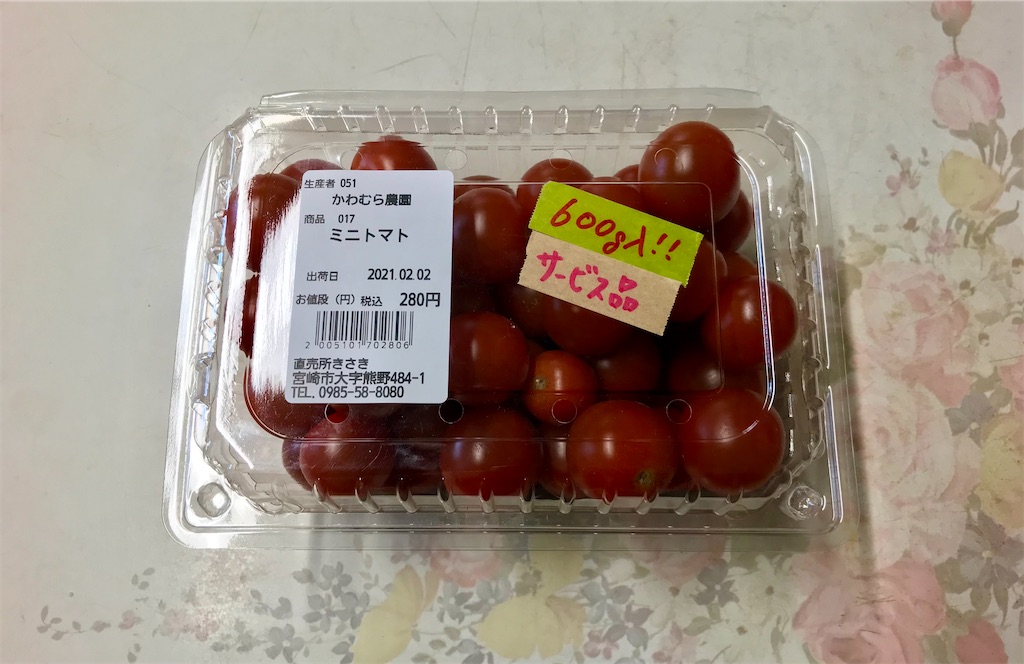 生産者 051
かわむら農園
商品 017
ミニトマト
出荷日 2021.02.02
お値段(円)税込 280円
2 005101 702806
直売所きさき
宮崎市大字熊野484-1
TEL. 0985-58-8080
600g入!!
サービス品